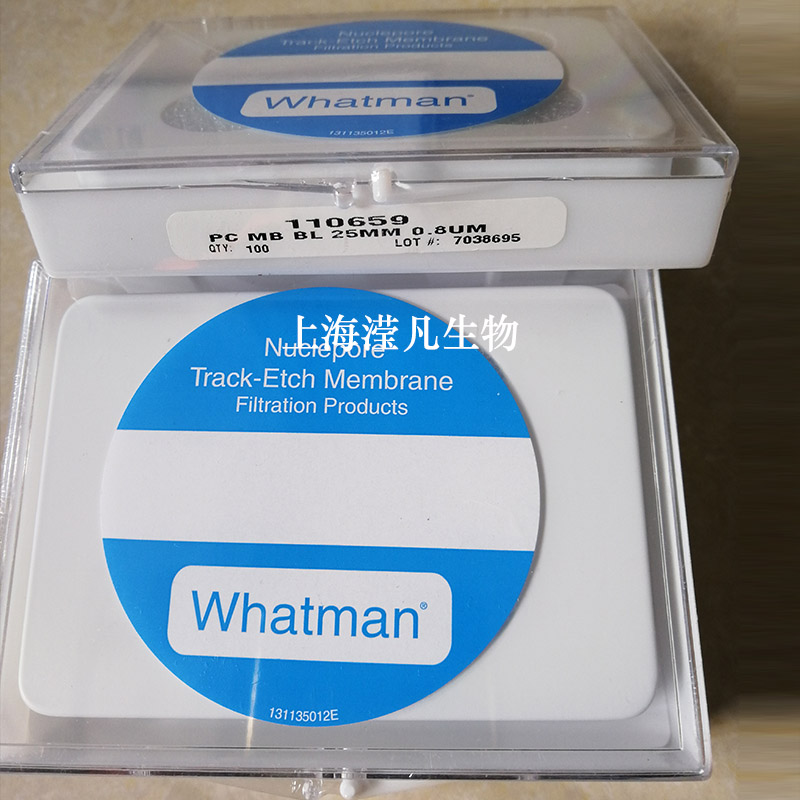 Nuclepore
Track-Etch Membrane
Filtration Products
Whatman®
131135012E
110659
PC MB BL 25MM 0.8UM
QTY: 100 LOT #: 7038695
上海滢凡生物
Nuclepore
Track-Etch Membrane
Filtration Products
Whatman®
131135012E